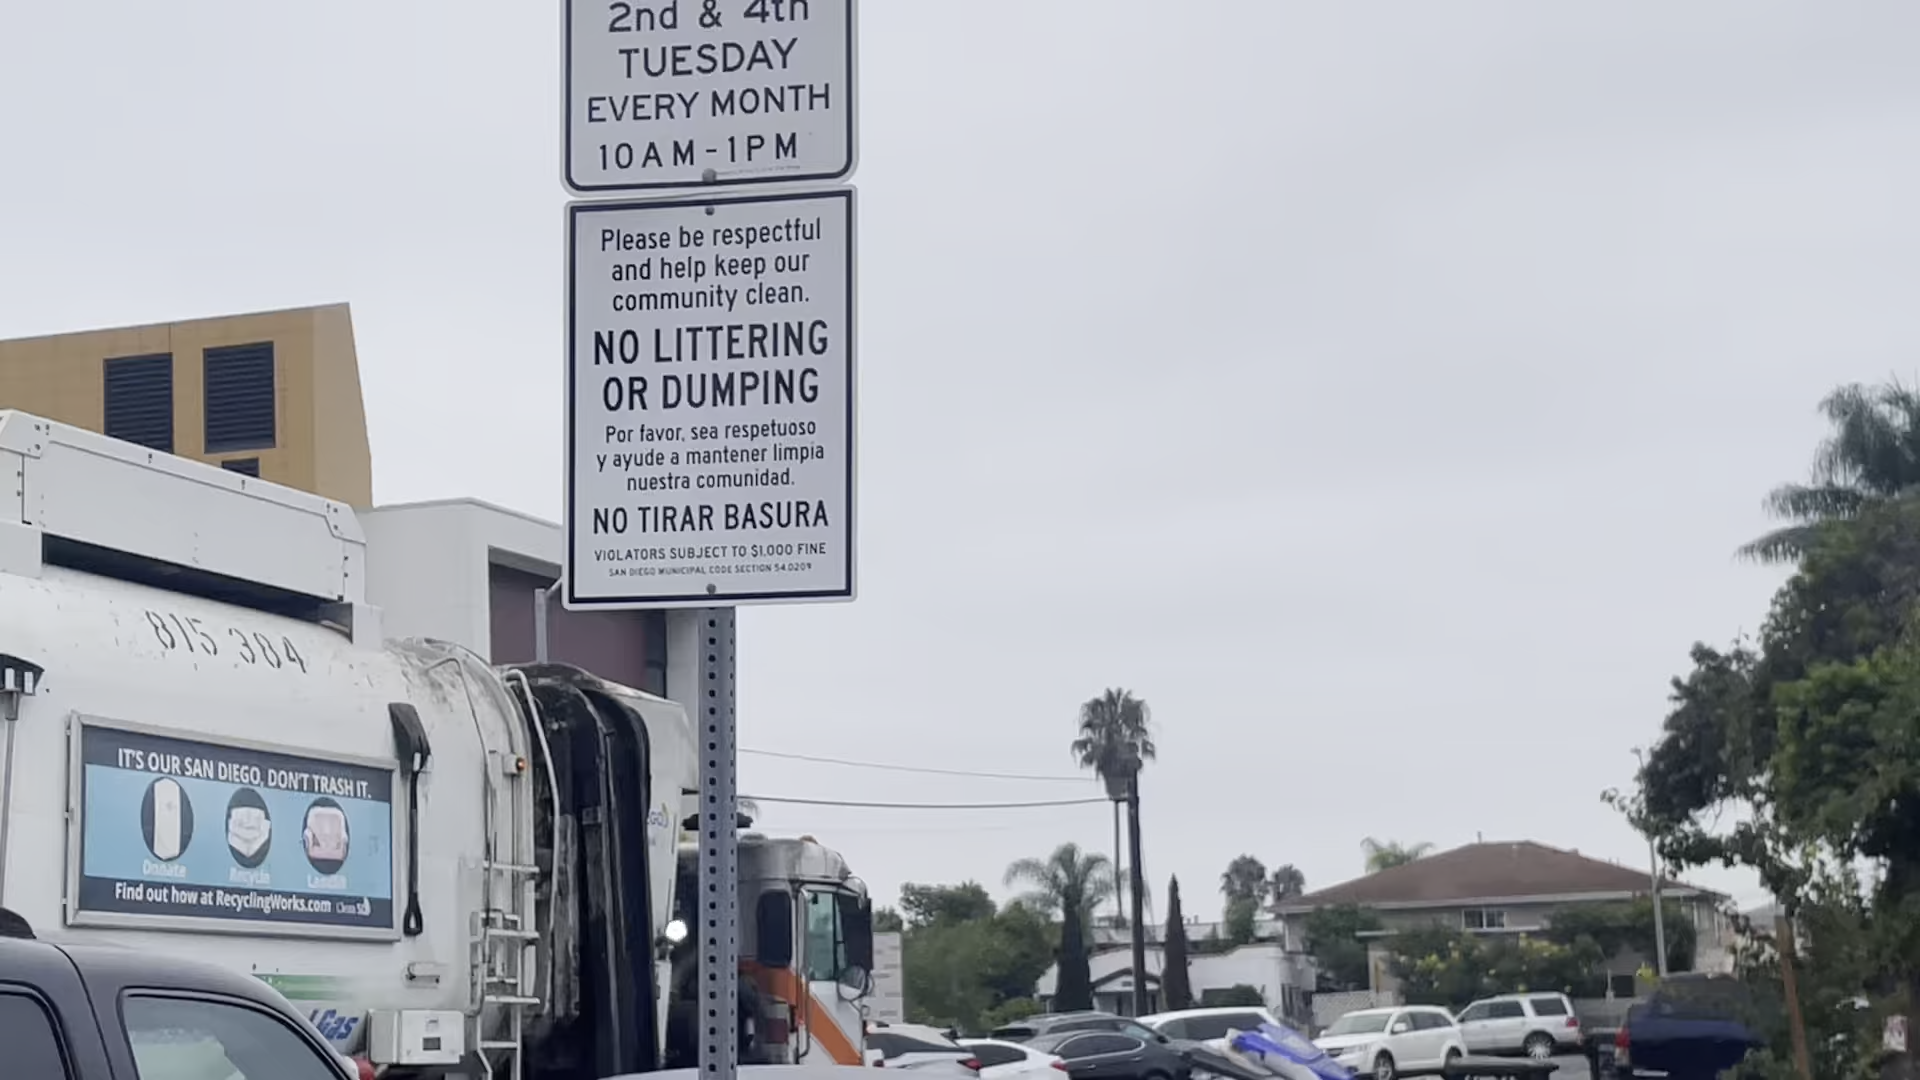 2nd & 4th
TUESDAY
EVERY MONTH
10AM-1PM
Please be respectful
and help keep our
community clean.
NO LITTERING
OR DUMPING
Por favor, sea respetuoso
y ayude a mantener limpia
nuestra comunidad.
NO TIRAR BASURA
VIOLATORS SUBJECT TO $1,000 FINE
SAN DIEGO MUNICIPAL CODE SECTION 54.0209
815 384
IT'S OUR SAN DIEGO, DON'T TRASH IT.
Donate Recycle Landfill
Find out how at RecyclingWorks.com Clean SD
Gas